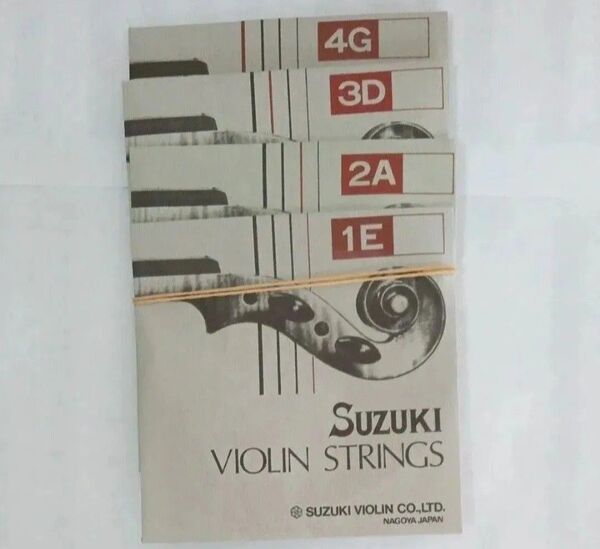 4G
3D
2A
1E
SUZUKI
VIOLIN STRINGS
SUZUKI VIOLIN CO.,LTD.
NAGOYA JAPAN